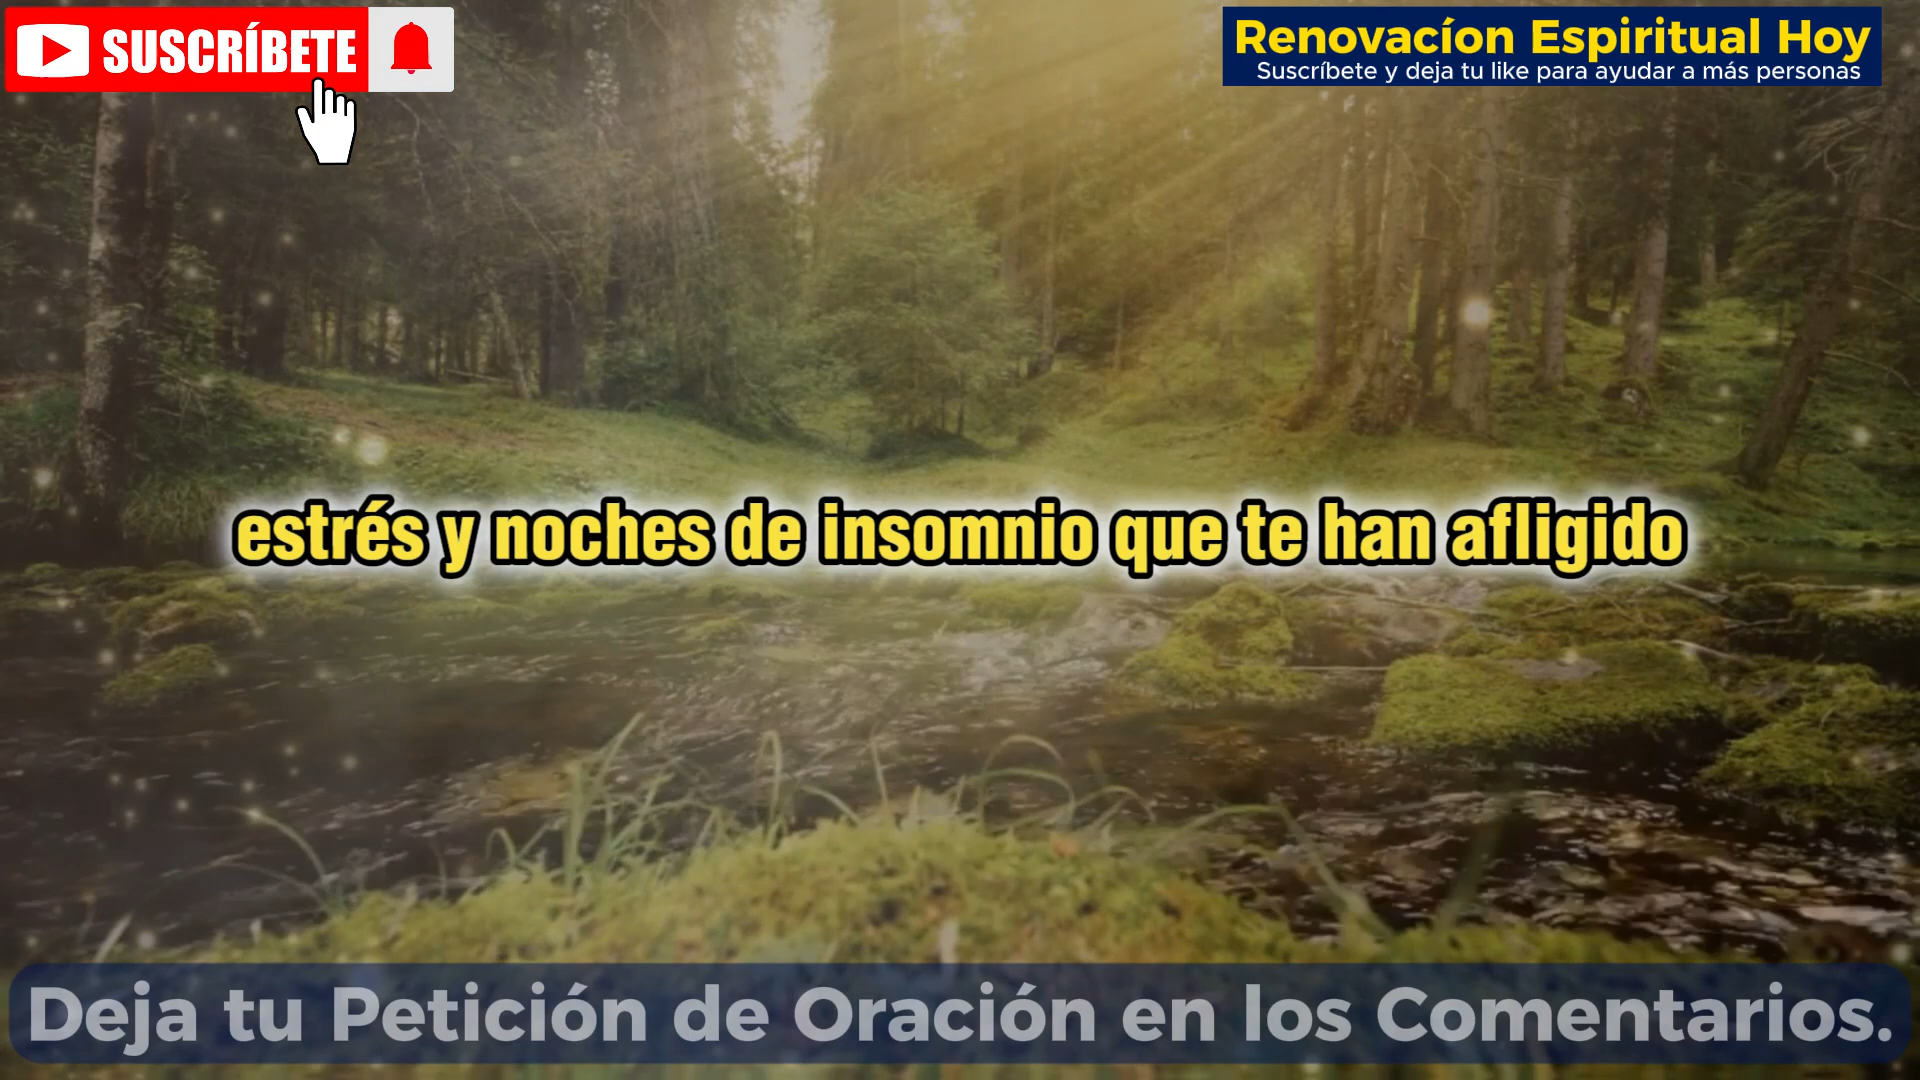 SUSCRÍBETE
Renovacíon Espiritual Hoy
Suscríbete y deja tu like para ayudar a más personas
estrés y noches de insomnio que te han afligido
Deja tu Petición de Oración en los Comentarios.